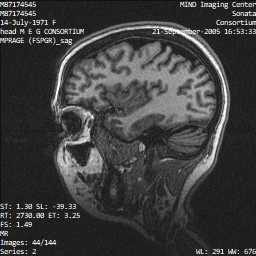 M87174545
M87174545
14-July-1971 F
head M E G CONSORTIUM
MPRAGE (FSPGR)_sag
MIND Imaging Center
Sonata
Consortium
21-September-2005 16:53:33
ST: 1.30 SL: -39.33
RT: 2730.00 ET: 3.25
FS: 1.49
MR
Images: 44/144
Series: 2
WL: 291 WW: 676